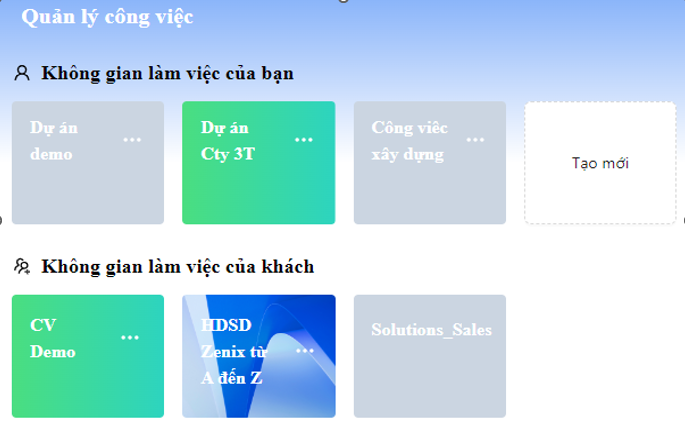 Quản lý công việc
Không gian làm việc của bạn
Dự án
demo
...
Dự án
Cty 3T
...
Công viêc
xây dựng
...
Tạo mới
Không gian làm việc của khách
CV
Demo
...
HDSD
Zenix từ
A đến Z
...
Solutions_Sales